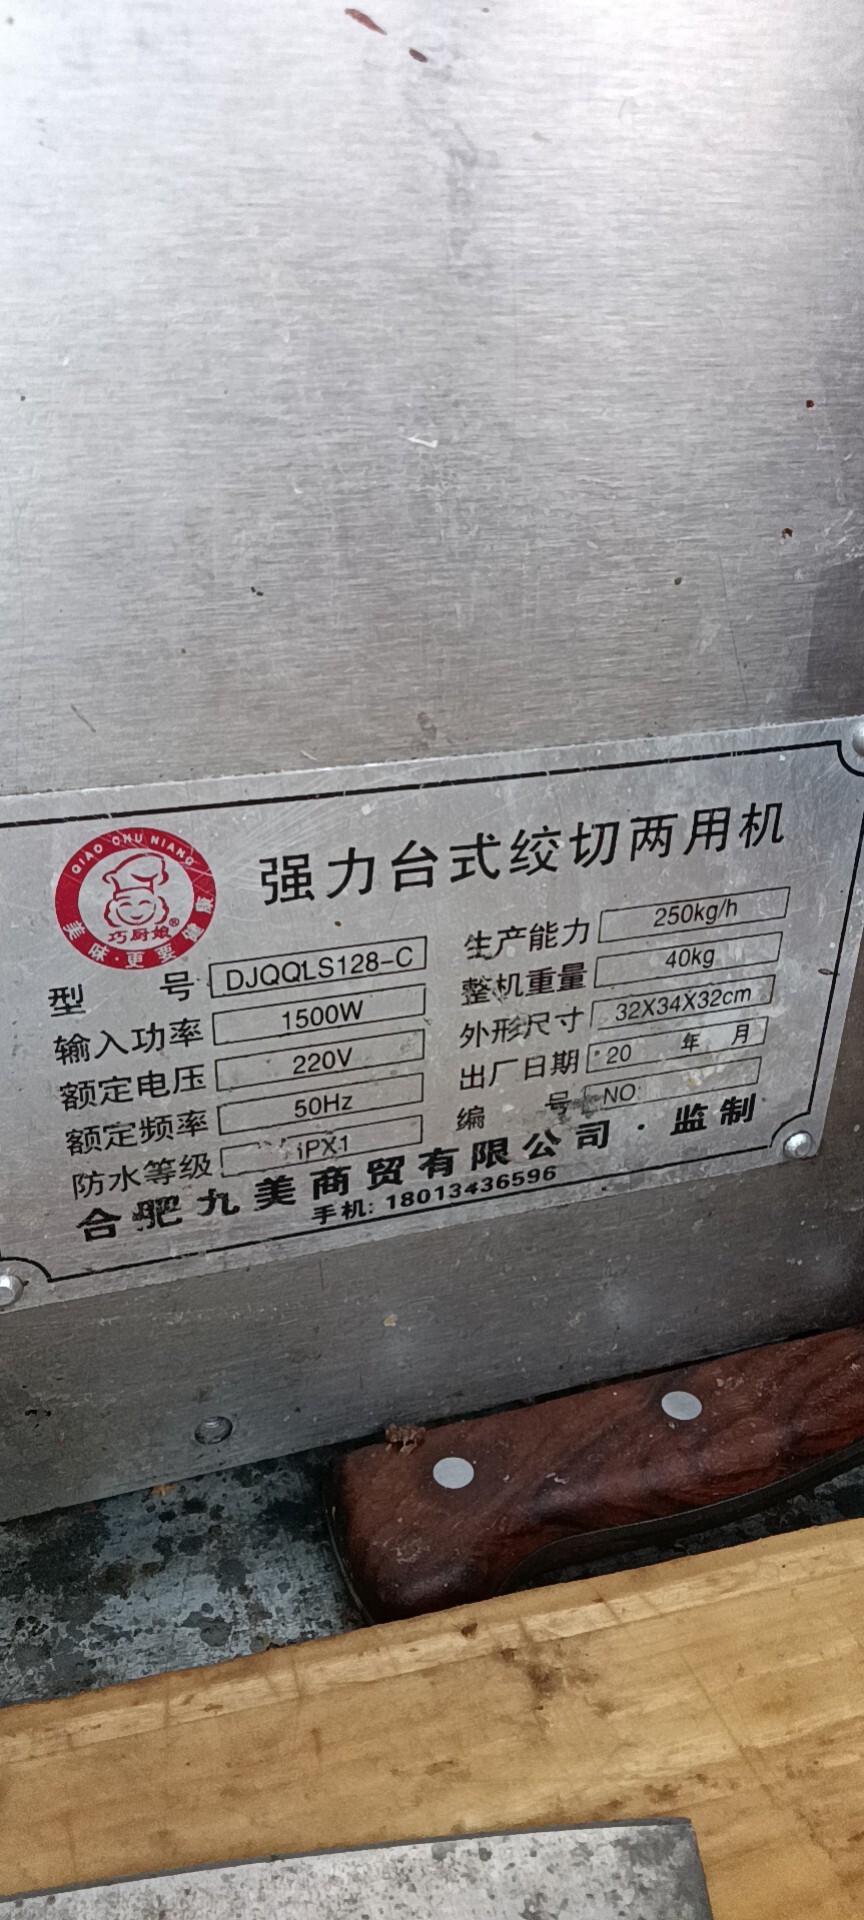 QIAO CHU NIANG
巧厨娘®
美味·更要健康
强力台式绞切两用机
型 号 DJQQLS128-C
输入功率 1500W
额定电压 220V
额定频率 50Hz
防水等级 iPX1
生产能力 250kg/h
整机重量 40kg
外形尺寸 32X34X32cm
出厂日期 20 年 月
编 号 NO:
合肥九美商贸有限公司·监制
手机: 18013436596